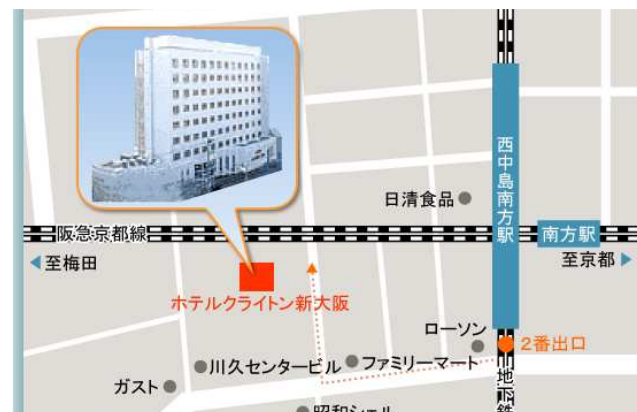 西中島南方駅
日清食品
阪急京都線
南方駅
至梅田
至京都
ホテルクライトン新大阪
ローソン
2番出口
川久センタービル
ファミリーマート
ガスト
地下鉄
昭和シェル